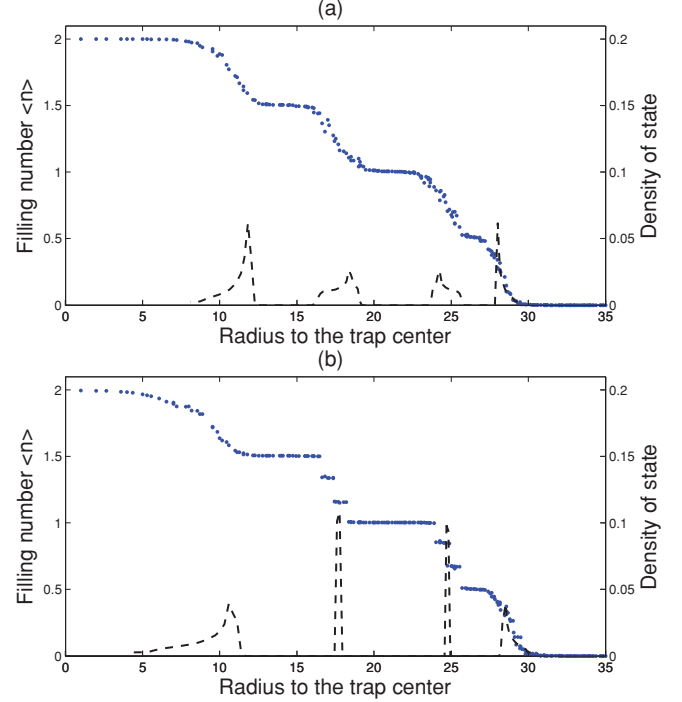 (a)
2
1.5
1
0.5
0
0.2
0.15
0.1
0.05
0
Filling number <n>
Density of state
0 5 10 15 20 25 30 35
Radius to the trap center
(b)
2
1.5
1
0.5
0
0.2
0.15
0.1
0.05
0
Filling number <n>
Density of state
0 5 10 15 20 25 30 35
Radius to the trap center